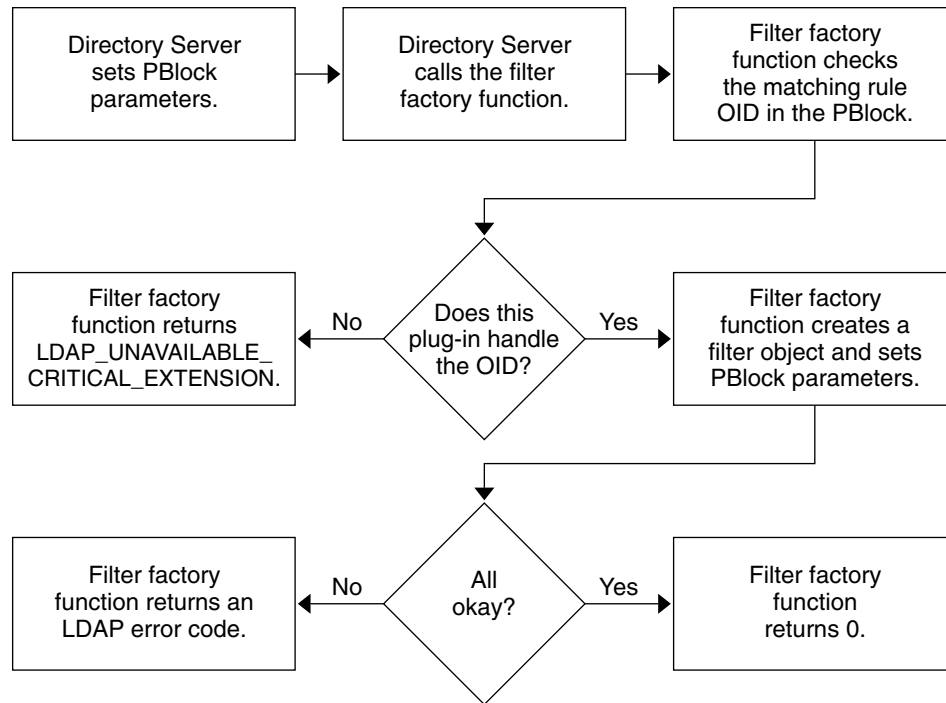 Directory Server
sets PBlock
parameters.
Directory Server
calls the filter
factory function.
Filter factory
function checks
the matching rule
OID in the PBlock.
Filter factory
function returns
LDAP_UNAVAILABLE_
CRITICAL_EXTENSION.
No
Does this
plug-in handle
the OID?
Yes
Filter factory
function creates a
filter object and sets
PBlock parameters.
Filter factory
function returns an
LDAP error code.
No
All
okay?
Yes
Filter factory
function
returns 0.